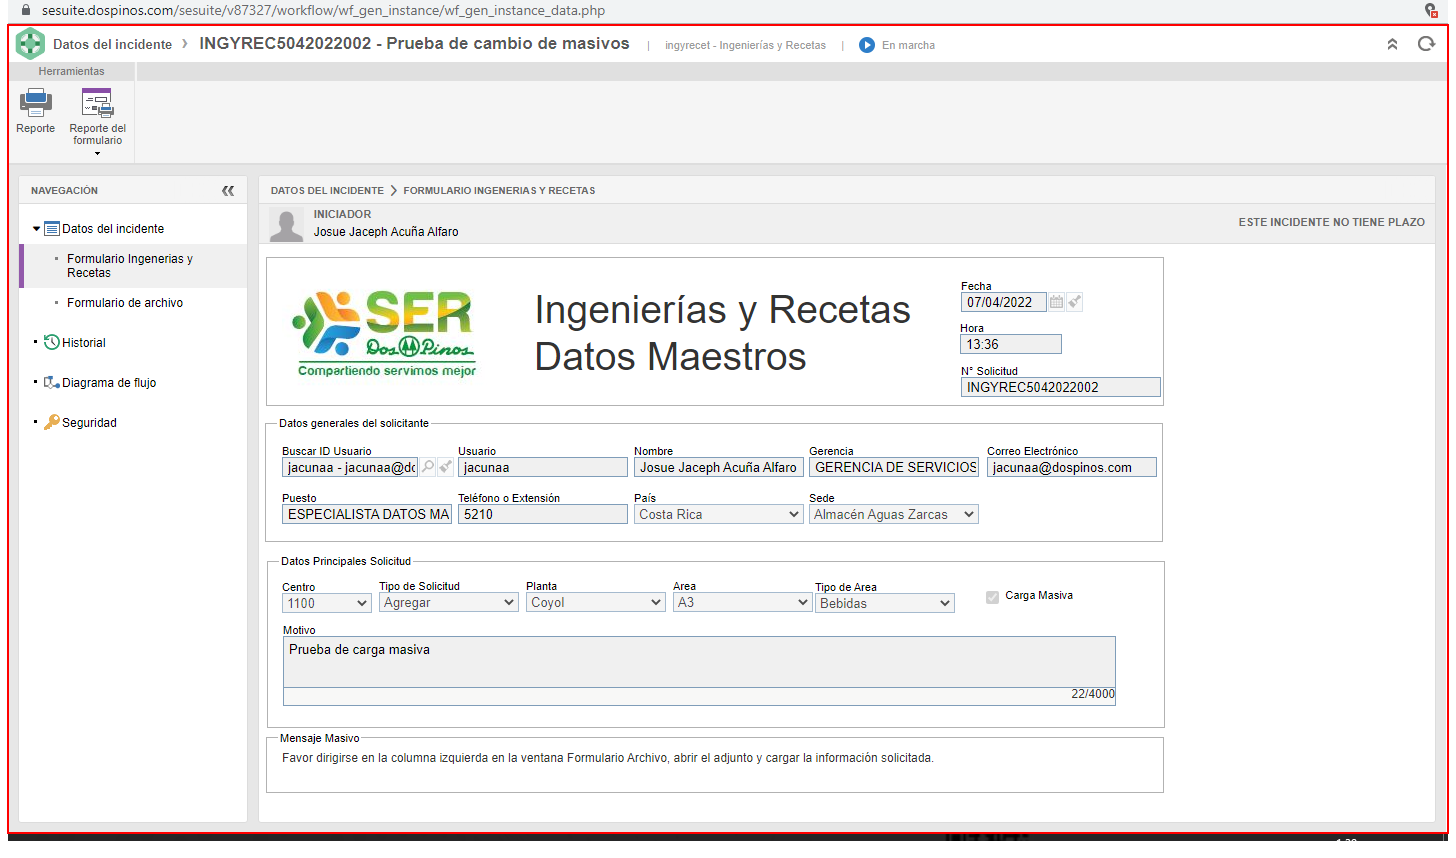 sesuite.dospinos.com/sesuite/v87327/workflow/wf_gen_instance/wf_gen_instance_data.php
Datos del incidente › INGYREC5042022002 - Prueba de cambio de masivos | ingyrecet - Ingenierías y Recetas | En marcha
Herramientas
Reporte
Reporte del
formulario
NAVEGACIÓN
Datos del incidente
Formulario Ingenerias y
Recetas
Formulario de archivo
Historial
Diagrama de flujo
Seguridad
DATOS DEL INCIDENTE > FORMULARIO INGENERIAS Y RECETAS
INICIADOR
Josue Jaceph Acuña Alfaro
ESTE INCIDENTE NO TIENE PLAZO
SER
Dos Pinos
Compartiendo servimos mejor
Ingenierías y Recetas
Datos Maestros
Fecha
07/04/2022
Hora
13:36
N° Solicitud
INGYREC5042022002
Datos generales del solicitante
Buscar ID Usuario Usuario Nombre Gerencia Correo Electrónico
jacunaa - jacunaa@do jacunaa Josue Jaceph Acuña Alfaro GERENCIA DE SERVICIOS jacunaa@dospinos.com
Puesto Teléfono o Extensión País Sede
ESPECIALISTA DATOS MA 5210 Costa Rica Almacén Aguas Zarcas
Datos Principales Solicitud
Centro Tipo de Solicitud Planta Area Tipo de Area
1100 Agregar Coyol A3 Bebidas Carga Masiva
Motivo
Prueba de carga masiva
22/4000
Mensaje Masivo
Favor dirigirse en la columna izquierda en la ventana Formulario Archivo, abrir el adjunto y cargar la información solicitada.